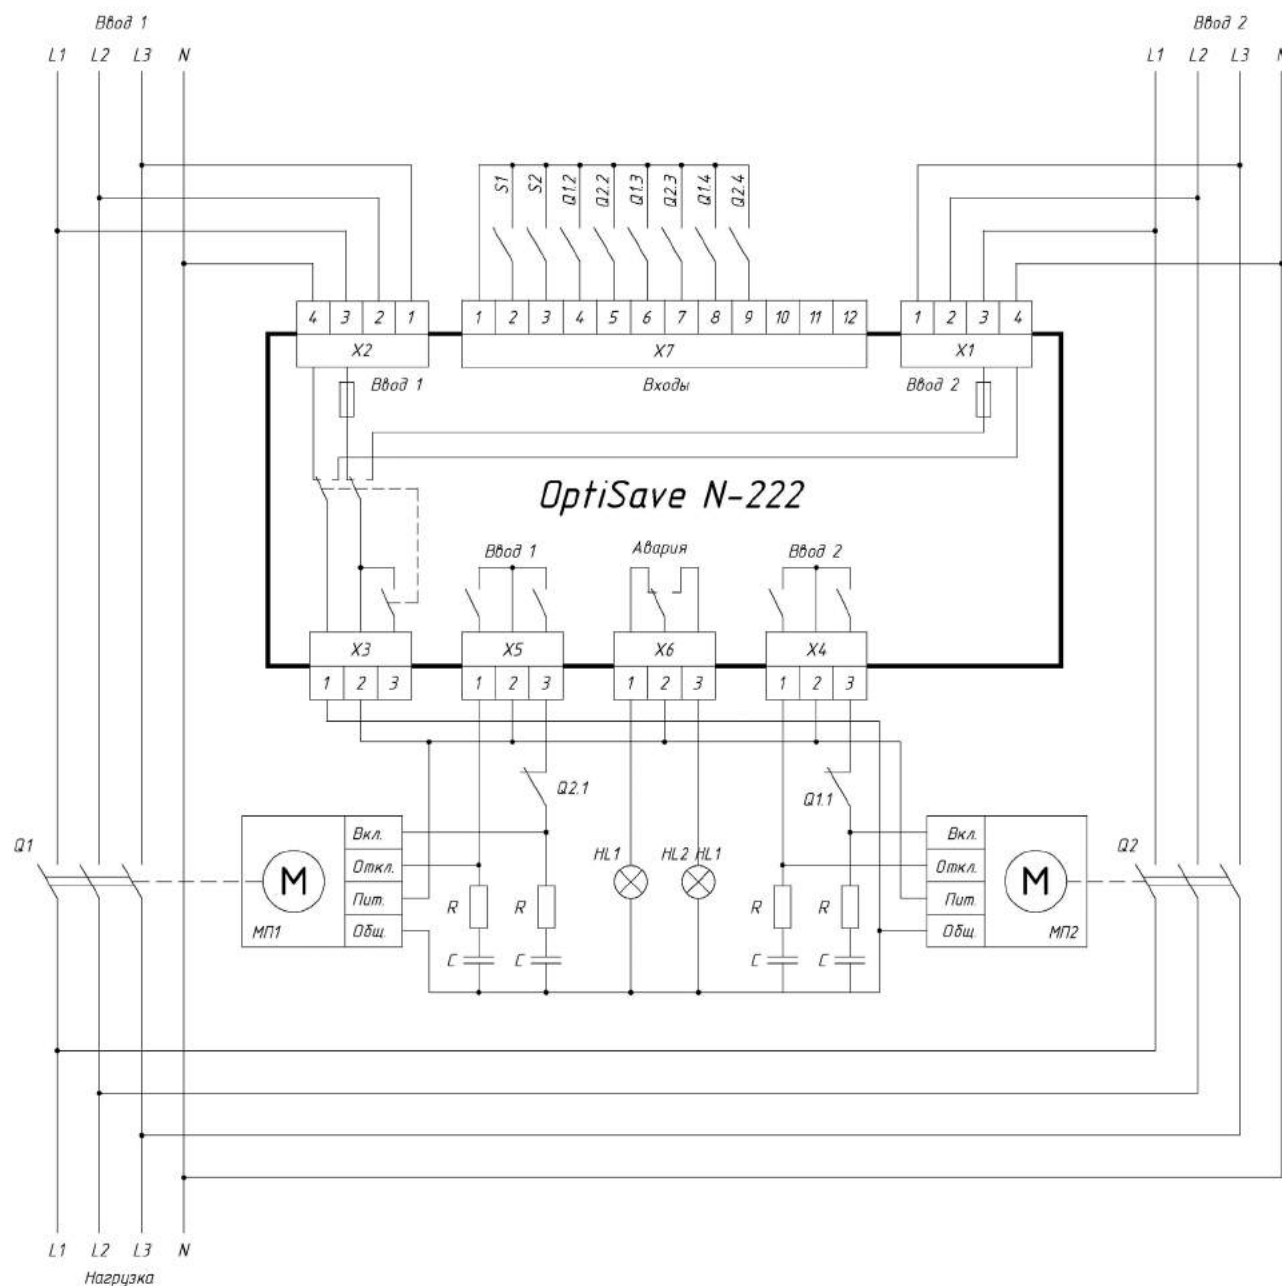 Ввод 1
Ввод 2
L1 L2 L3 N
L1 L2 L3 N
S1 S2 Q1.2 Q2.2 Q1.3 Q2.3 Q1.4 Q2.4
4 3 2 1
1 2 3 4 5 6 7 8 9 10 11 12
1 2 3 4
X2
X7
X1
Ввод 1
Входы
Ввод 2
OptiSave N-222
Ввод 1
Авария
Ввод 2
X3
X5
X6
X4
1 2 3
1 2 3
1 2 3
1 2 3
Q2.1
Q1.1
Q1
Вкл.
Откл.
Пит.
Общ.
M
МП1
HL1
HL2 HL1
Вкл.
Откл.
Пит.
Общ.
M
МП2
Q2
R R R R
C C C C
L1 L2 L3 N
Нагрузка